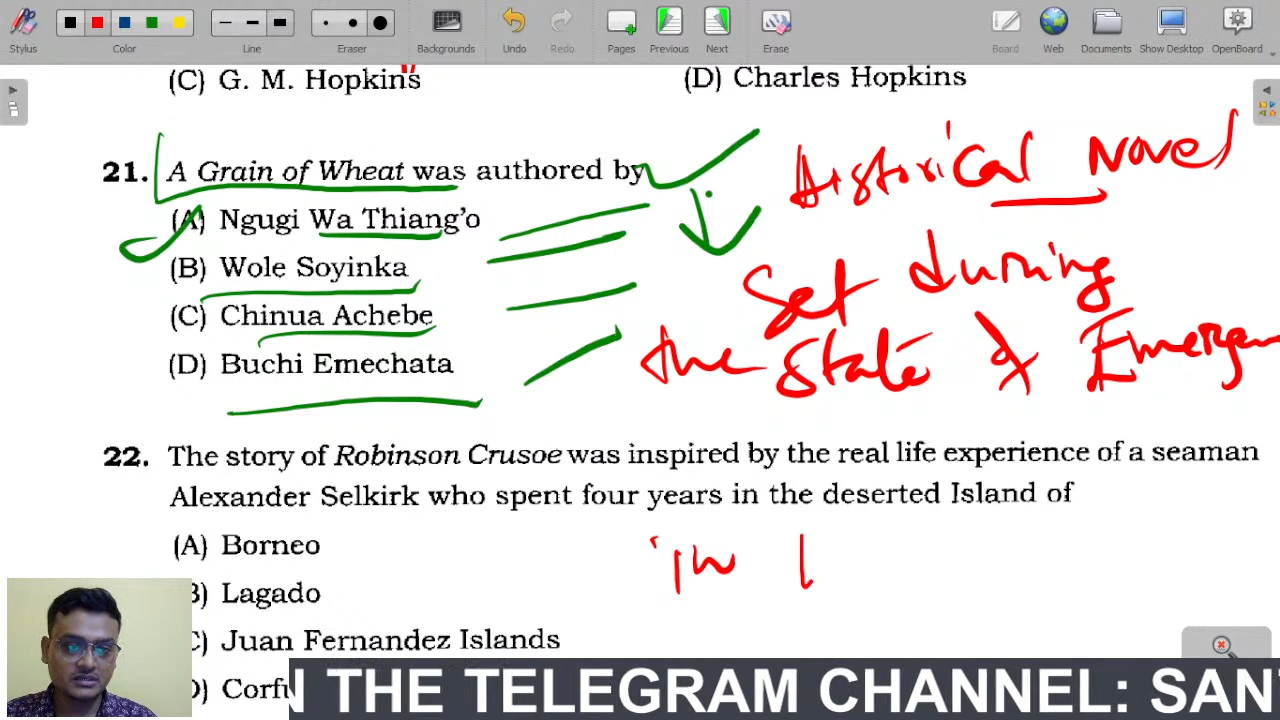 Stylus Color Line Eraser Backgrounds Undo Redo Pages Previous Next Erase Board Web Documents Show Desktop OpenBoard
(C) G. M. Hopkins (D) Charles Hopkins
21. A Grain of Wheat was authored by
Historical Novel
(A) Ngugi Wa Thiang'o
(B) Wole Soyinka
Set during
(C) Chinua Achebe
the State of
(D) Buchi Emechata
22. The story of Robinson Crusoe was inspired by the real life experience of a seaman
Alexander Selkirk who spent four years in the deserted Island of
(A) Borneo
in
B) Lagado
C) Juan Fernandez Islands
D) Corfu
N THE TELEGRAM CHANNEL: SAN